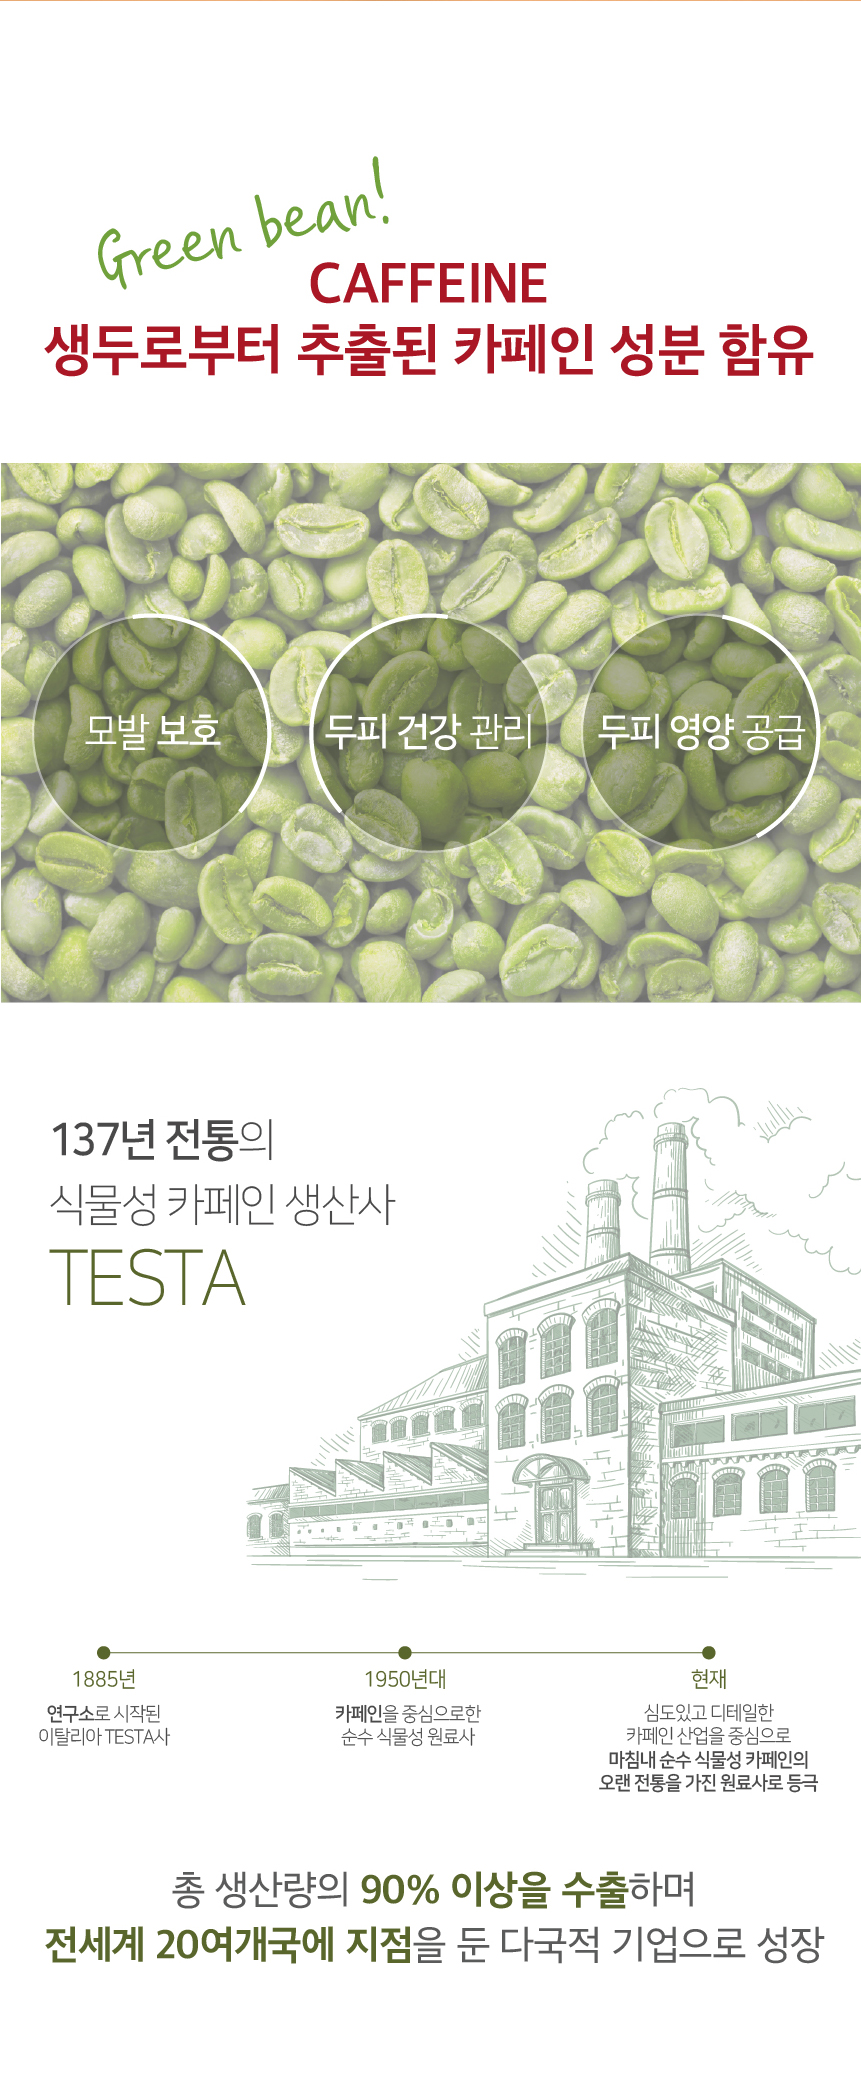 Green bean!
CAFFEINE
생두로부터 추출된 카페인 성분 함유
모발 보호
두피 건강 관리
두피 영양 공급
137년 전통의
식물성 카페인 생산사
TESTA
1885년
연구소로 시작된
이탈리아 TESTA사
1950년대
카페인을 중심으로한
순수 식물성 원료사
현재
심도있고 디테일한
카페인 산업을 중심으로
마침내 순수 식물성 카페인의
오랜 전통을 가진 원료사로 등극
총 생산량의 90% 이상을 수출하며
전세계 20여개국에 지점을 둔 다국적 기업으로 성장